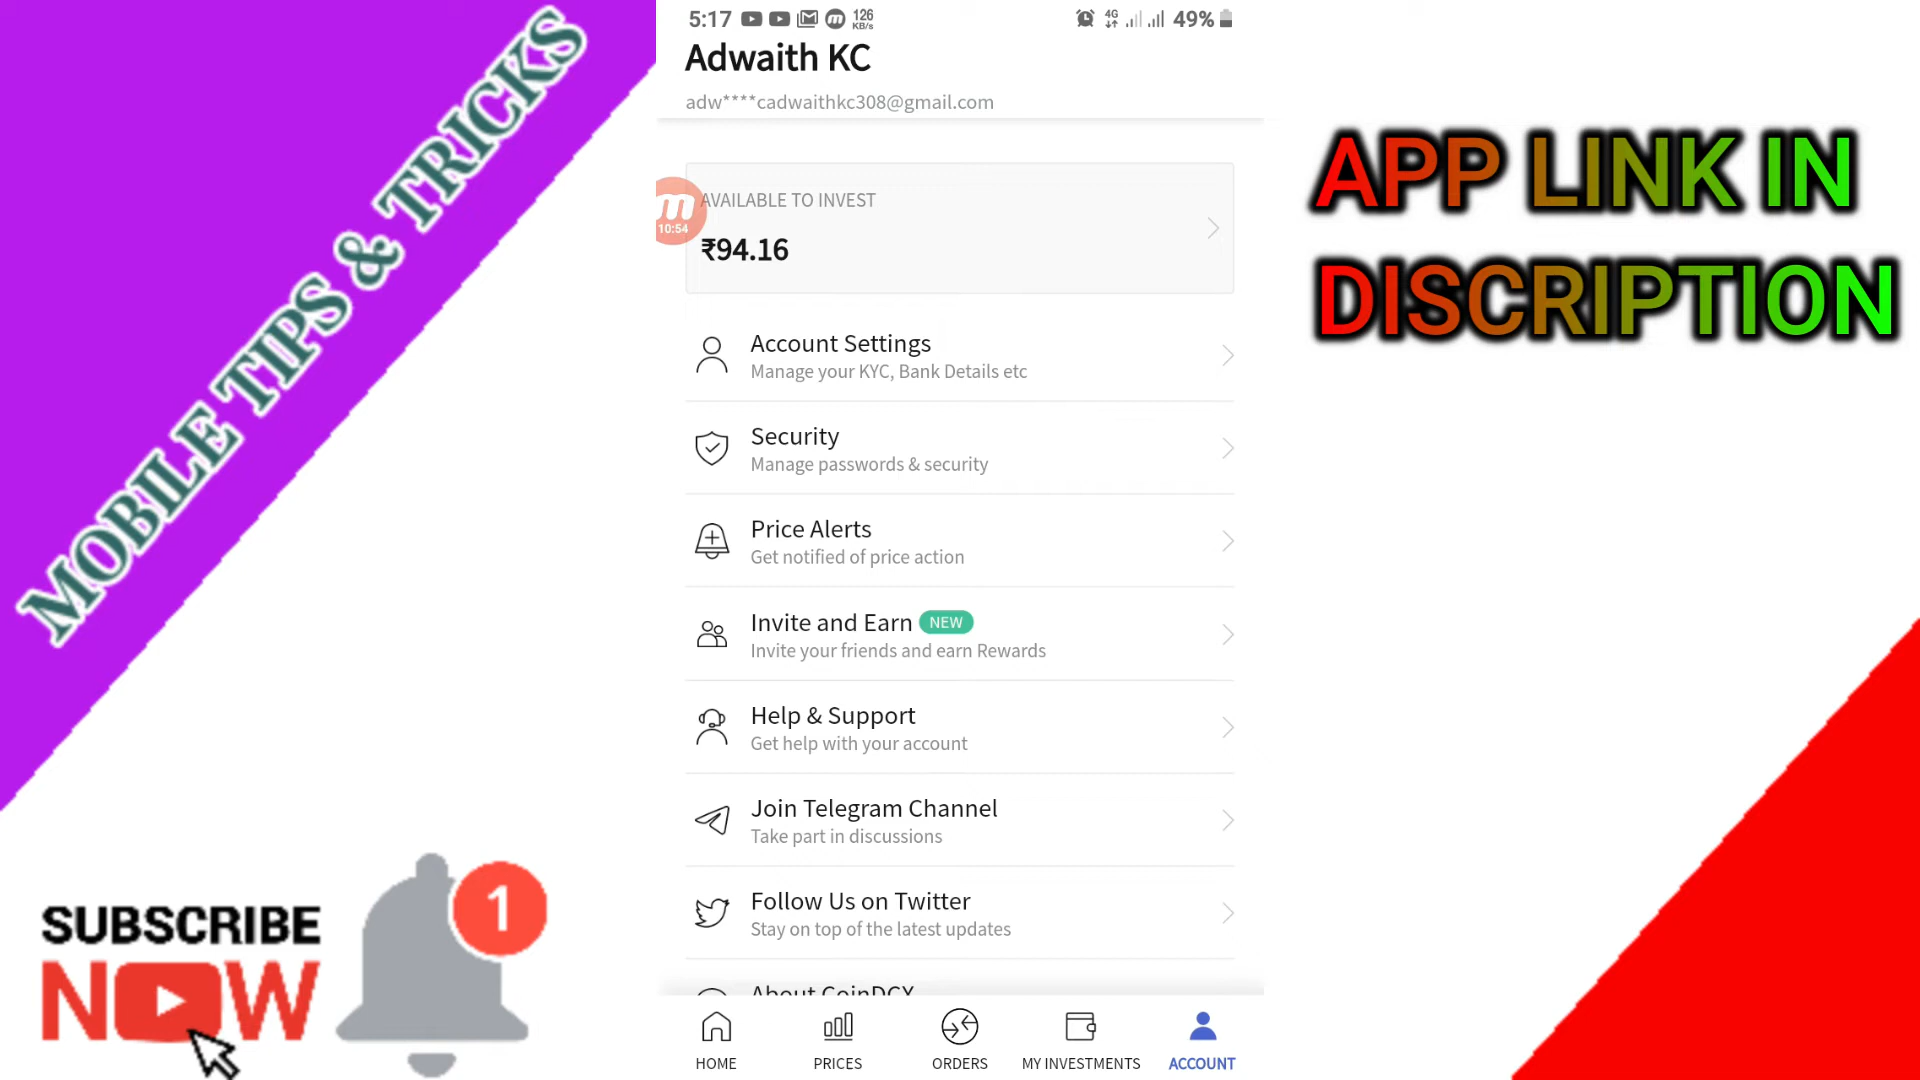 MOBILE TIPS & TRICKS
5:17
126
KB/s
4G
49%
Adwaith KC
adw****cadwaithkc308@gmail.com
AVAILABLE TO INVEST
10:54
₹94.16
Account Settings
Manage your KYC, Bank Details etc
Security
Manage passwords & security
Price Alerts
Get notified of price action
Invite and Earn NEW
Invite your friends and earn Rewards
Help & Support
Get help with your account
Join Telegram Channel
Take part in discussions
Follow Us on Twitter
Stay on top of the latest updates
About CoinDCX
HOME
PRICES
ORDERS
MY INVESTMENTS
ACCOUNT
APP LINK IN
DISCRIPTION
SUBSCRIBE
NOW
1